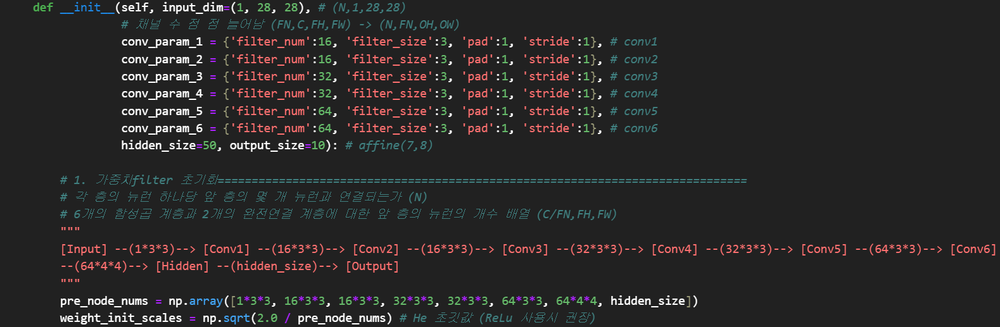 def __init__(self, input_dim=(1, 28, 28), # (N,1,28,28)
# 채널 수 점 점 늘어남 (FN,C,FH,FW) -> (N,FN,OH,OW)
conv_param_1 = {'filter_num':16, 'filter_size':3, 'pad':1, 'stride':1}, # conv1
conv_param_2 = {'filter_num':16, 'filter_size':3, 'pad':1, 'stride':1}, # conv2
conv_param_3 = {'filter_num':32, 'filter_size':3, 'pad':1, 'stride':1}, # conv3
conv_param_4 = {'filter_num':32, 'filter_size':3, 'pad':1, 'stride':1}, # conv4
conv_param_5 = {'filter_num':64, 'filter_size':3, 'pad':1, 'stride':1}, # conv5
conv_param_6 = {'filter_num':64, 'filter_size':3, 'pad':1, 'stride':1}, # conv6
hidden_size=50, output_size=10): # affine(7,8)
# 1. 가중치filter 초기화==============================================================================
# 각 층의 뉴런 하나당 앞 층의 몇 개 뉴런과 연결되는가 (N)
# 6개의 합성곱 계층과 2개의 완전연결 계층에 대한 앞 층의 뉴런의 개수 배열 (C/FN,FH,FW)
"""
[Input] --(1*3*3)--> [Conv1] --(16*3*3)--> [Conv2] --(16*3*3)--> [Conv3] --(32*3*3)--> [Conv4] --(32*3*3)--> [Conv5] --(64*3*3)--> [Conv6]
--(64*4*4)--> [Hidden] --(hidden_size)--> [Output]
"""
pre_node_nums = np.array([1*3*3, 16*3*3, 16*3*3, 32*3*3, 32*3*3, 64*3*3, 64*4*4, hidden_size])
weight_init_scales = np.sqrt(2.0 / pre_node_nums) # He 초깃값 (ReLu 사용시 권장)